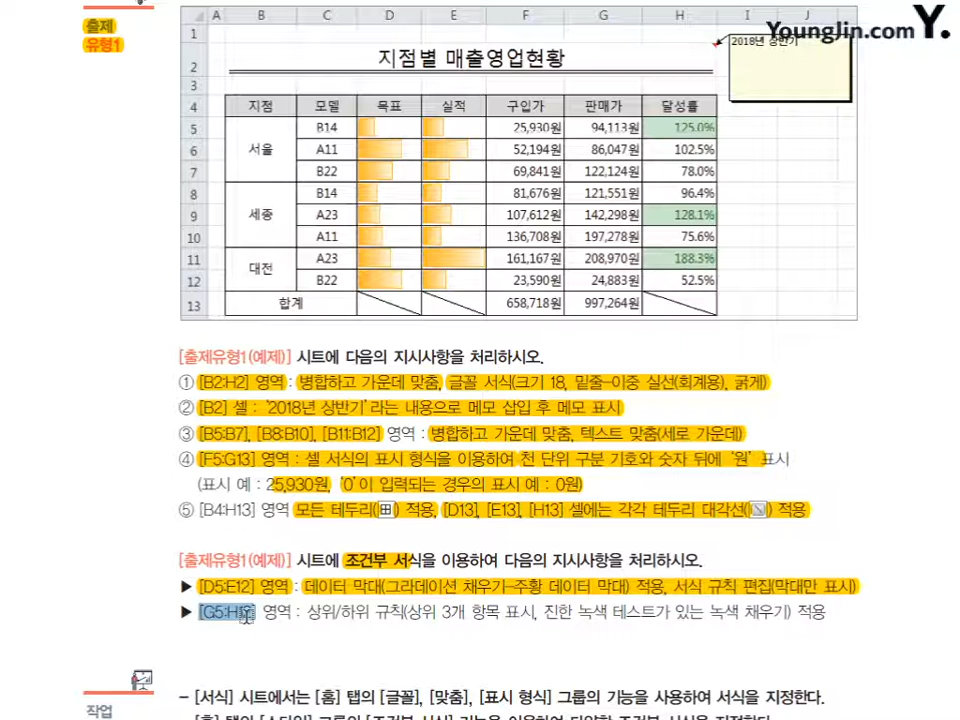 출제
유형1
YoungJin.com Y.
A B C D E F G H I J
1
2018년 상반기
2 지점별 매출영업현황
3
4 지점 모델 목표 실적 구입가 판매가 달성률
5 B14 25,930원 94,113원 125.0%
6 서울 A11 52,194원 86,047원 102.5%
7 B22 69,841원 122,124원 78.0%
8 B14 81,676원 121,551원 96.4%
9 세종 A23 107,612원 142,298원 128.1%
10 A11 136,708원 197,278원 75.6%
11 대전 A23 161,167원 208,970원 188.3%
12 B22 23,590원 24,883원 52.5%
13 합계 658,718원 997,264원
[출제유형1(예제)] 시트에 다음의 지시사항을 처리하시오.
① [B2:H2] 영역 : 병합하고 가운데 맞춤, 글꼴 서식(크기 18, 밑줄-이중 실선(회계용), 굵게)
② [B2] 셀 : ‘2018년 상반기’라는 내용으로 메모 삽입 후 메모 표시
③ [B5:B7], [B8:B10], [B11:B12] 영역 : 병합하고 가운데 맞춤, 텍스트 맞춤(세로 가운데)
④ [F5:G13] 영역 : 셀 서식의 표시 형식을 이용하여 천 단위 구분 기호와 숫자 뒤에 ‘원’ 표시
(표시 예 : 25,930원, ‘0’이 입력되는 경우의 표시 예 : 0원)
⑤ [B4:H13] 영역 모든 테두리(田) 적용, [D13], [E13], [H13] 셀에는 각각 테두리 대각선(⍂) 적용
[출제유형1(예제)] 시트에 조건부 서식을 이용하여 다음의 지시사항을 처리하시오.
▶ [D5:E12] 영역 : 데이터 막대(그라데이션 채우기-주황 데이터 막대) 적용, 서식 규칙 편집(막대만 표시)
▶ 영역 : 상위/하위 규칙(상위 3개 항목 표시, 진한 녹색 테스트가 있는 녹색 채우기) 적용
- [서식] 시트에서는 [홈] 탭의 [글꼴], [맞춤], [표시 형식] 그룹의 기능을 사용하여 서식을 지정한다.
작업